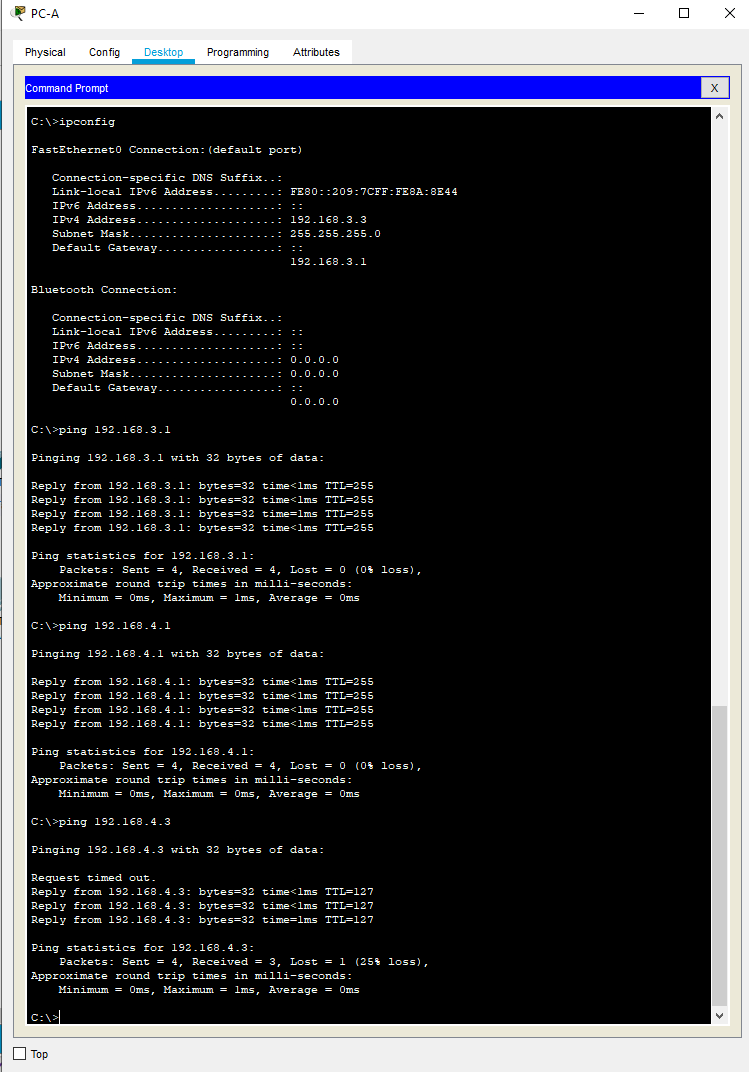 PC-A
Physical Config Desktop Programming Attributes
Command Prompt X
C:\>ipconfig
FastEthernet0 Connection:(default port)
Connection-specific DNS Suffix..:
Link-local IPv6 Address.........: FE80::209:7CFF:FE8A:8E44
IPv6 Address....................: ::
IPv4 Address....................: 192.168.3.3
Subnet Mask.....................: 255.255.255.0
Default Gateway.................: ::
192.168.3.1
Bluetooth Connection:
Connection-specific DNS Suffix..:
Link-local IPv6 Address.........: ::
IPv6 Address....................: ::
IPv4 Address....................: 0.0.0.0
Subnet Mask.....................: 0.0.0.0
Default Gateway.................: ::
0.0.0.0
C:\>ping 192.168.3.1
Pinging 192.168.3.1 with 32 bytes of data:
Reply from 192.168.3.1: bytes=32 time<1ms TTL=255
Reply from 192.168.3.1: bytes=32 time<1ms TTL=255
Reply from 192.168.3.1: bytes=32 time=1ms TTL=255
Reply from 192.168.3.1: bytes=32 time<1ms TTL=255
Ping statistics for 192.168.3.1:
Packets: Sent = 4, Received = 4, Lost = 0 (0% loss),
Approximate round trip times in milli-seconds:
Minimum = 0ms, Maximum = 1ms, Average = 0ms
C:\>ping 192.168.4.1
Pinging 192.168.4.1 with 32 bytes of data:
Reply from 192.168.4.1: bytes=32 time<1ms TTL=255
Reply from 192.168.4.1: bytes=32 time<1ms TTL=255
Reply from 192.168.4.1: bytes=32 time<1ms TTL=255
Reply from 192.168.4.1: bytes=32 time<1ms TTL=255
Ping statistics for 192.168.4.1:
Packets: Sent = 4, Received = 4, Lost = 0 (0% loss),
Approximate round trip times in milli-seconds:
Minimum = 0ms, Maximum = 0ms, Average = 0ms
C:\>ping 192.168.4.3
Pinging 192.168.4.3 with 32 bytes of data:
Request timed out.
Reply from 192.168.4.3: bytes=32 time<1ms TTL=127
Reply from 192.168.4.3: bytes=32 time<1ms TTL=127
Reply from 192.168.4.3: bytes=32 time=1ms TTL=127
Ping statistics for 192.168.4.3:
Packets: Sent = 4, Received = 3, Lost = 1 (25% loss),
Approximate round trip times in milli-seconds:
Minimum = 0ms, Maximum = 1ms, Average = 0ms
C:\>
Top